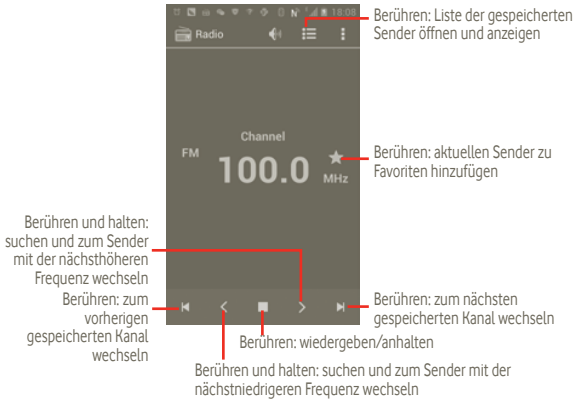 18:08
Radio
Channel
FM
100.0
MHz
Berühren: Liste der gespeicherten
Sender öffnen und anzeigen
Berühren: aktuellen Sender zu
Favoriten hinzufügen
Berühren und halten:
suchen und zum Sender
mit der nächsthöheren
Frequenz wechseln
Berühren: zum
vorherigen
gespeicherten Kanal
wechseln
Berühren: zum nächsten
gespeicherten Kanal wechseln
Berühren: wiedergeben/anhalten
Berühren und halten: suchen und zum Sender mit der
nächstniedrigeren Frequenz wechseln